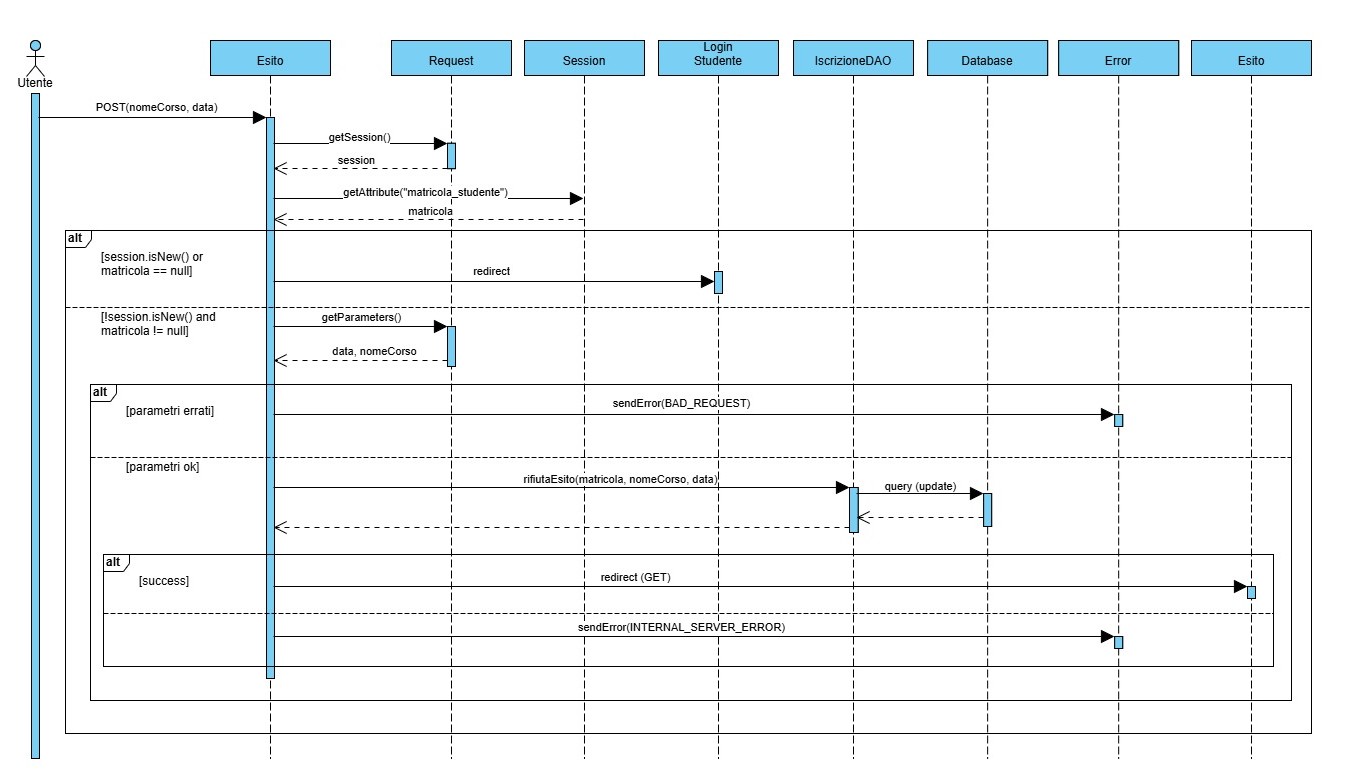 Utente
Esito
Request
Session
Login
Studente
IscrizioneDAO
Database
Error
Esito
POST(nomeCorso, data)
getSession()
session
getAttribute("matricola_studente")
matricola
alt
[session.isNew() or
matricola == null]
redirect
[!session.isNew() and
matricola != null]
getParameters()
data, nomeCorso
alt
[parametri errati]
sendError(BAD_REQUEST)
[parametri ok]
rifiutaEsito(matricola, nomeCorso, data)
query (update)
alt
[success]
redirect (GET)
sendError(INTERNAL_SERVER_ERROR)